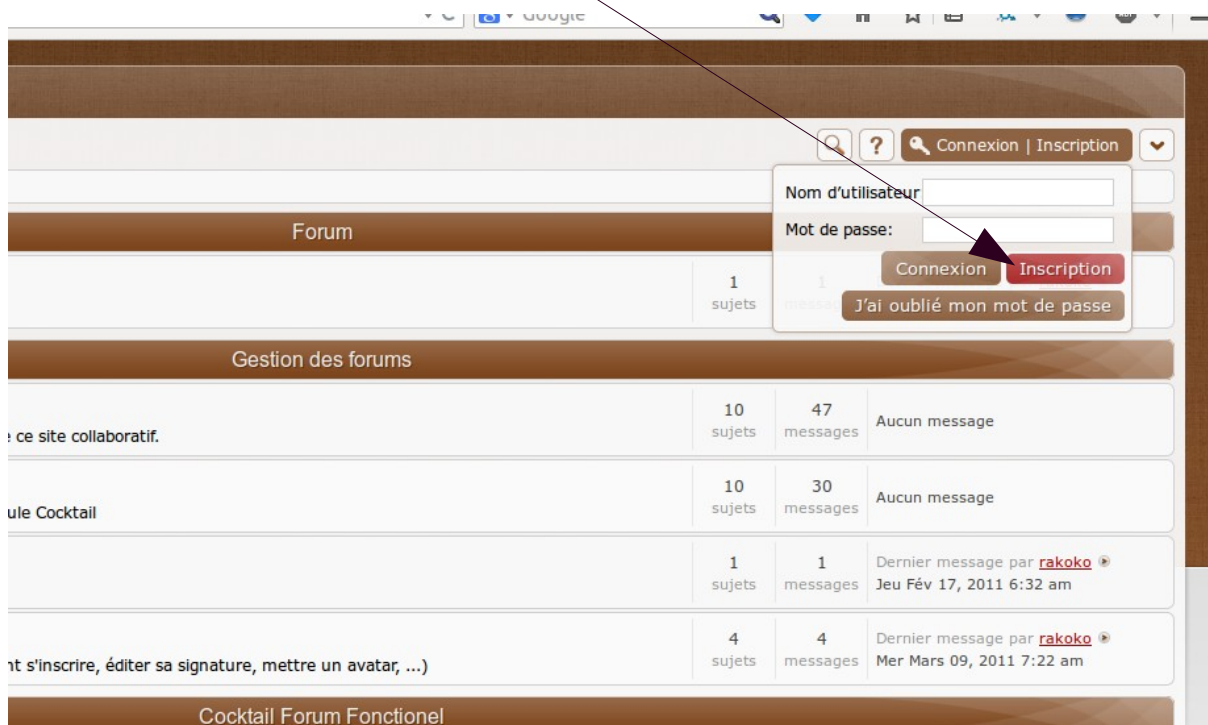 Google
Connexion | Inscription
Nom d'utilisateur
Mot de passe:
Connexion Inscription
J'ai oublié mon mot de passe
Forum
1
sujets
Gestion des forums
ce site collaboratif.
10 47
sujets messages
Aucun message
ule Cocktail
10 30
sujets messages
Aucun message
1 1
sujets messages
Dernier message par rakoko
Jeu Fév 17, 2011 6:32 am
nt s'inscrire, éditer sa signature, mettre un avatar, ...)
4 4
sujets messages
Dernier message par rakoko
Mer Mars 09, 2011 7:22 am
Cocktail Forum Fonctionel